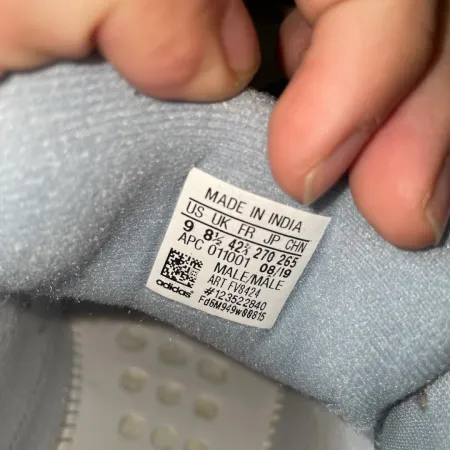 MADE IN INDIA
US UK FR JP CHN
9 8½ 42⅔ 270 265
APC 011001 08/19
MALE/MALE
ART FV8424
#123522840
adidas Fd6M949w88815